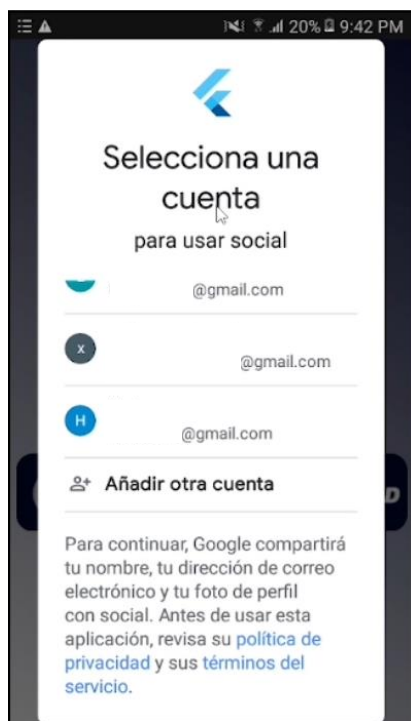 20% 9:42 PM
Selecciona una
cuenta
para usar social
@gmail.com
X
@gmail.com
H
@gmail.com
Añadir otra cuenta
Para continuar, Google compartirá
tu nombre, tu dirección de correo
electrónico y tu foto de perfil
con social. Antes de usar esta
aplicación, revisa su política de
privacidad y sus términos del
servicio.